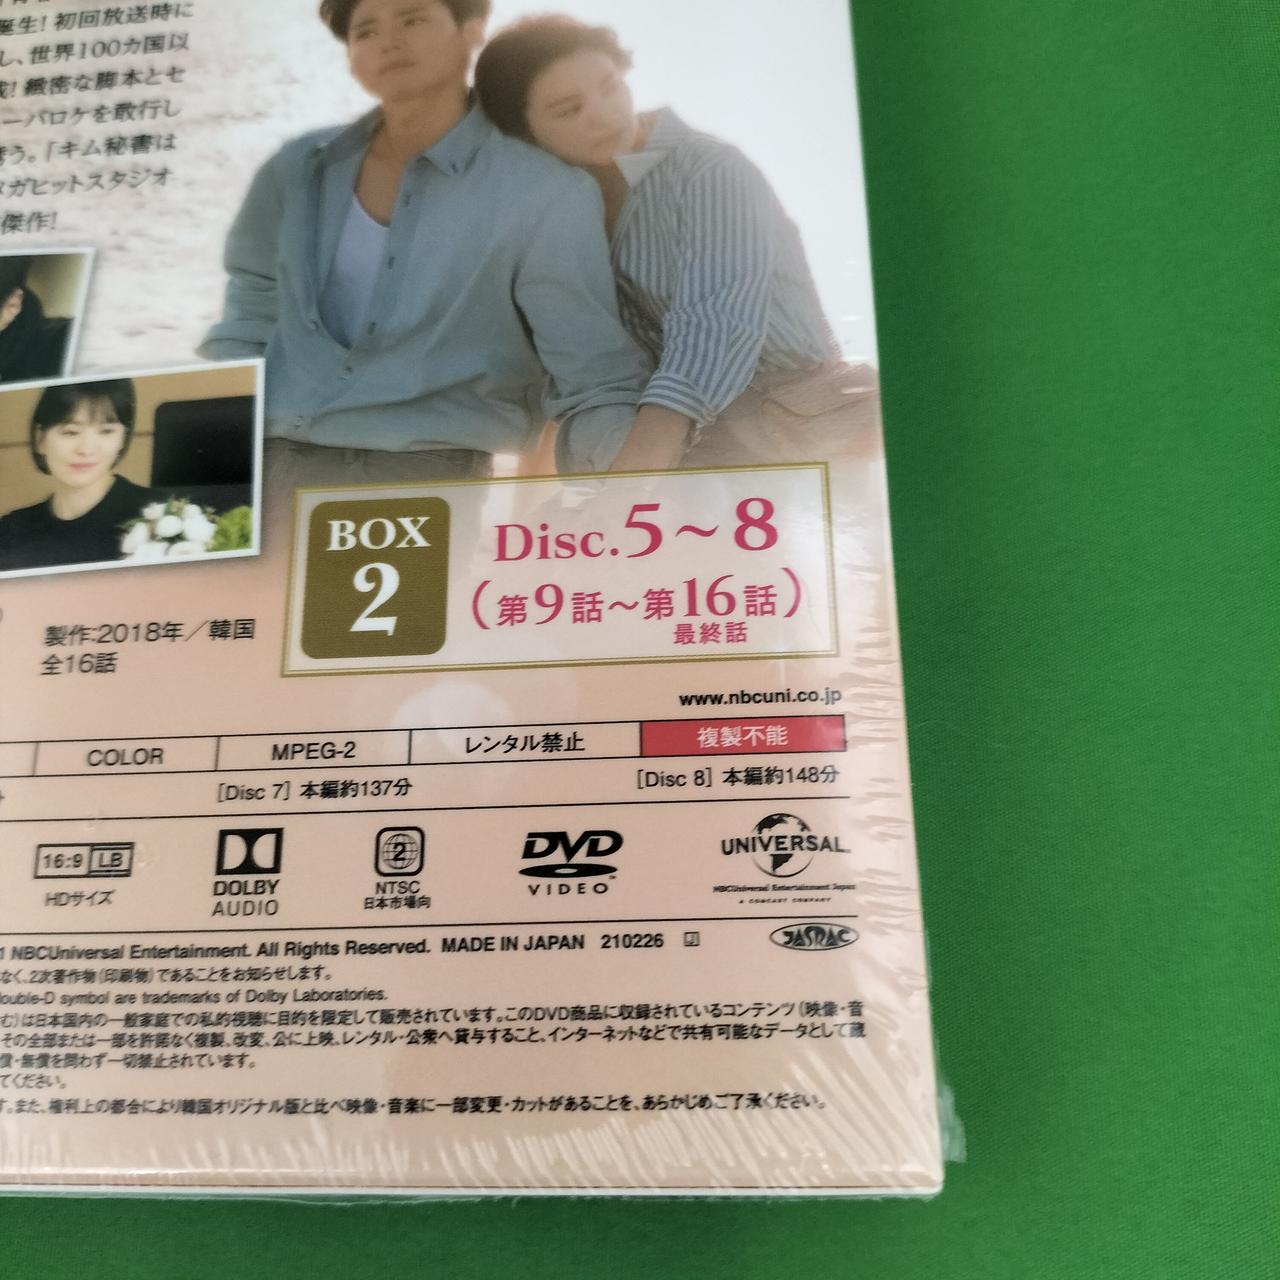 誕生! 初回放送時に
し、世界100カ国以
成! 緻密な脚本とセ
ーバロケを敢行し
誘う。「キム秘書は
メガヒットスタジオ
傑作!
BOX
2
Disc.5~8
(第9話~第16話)
最終話
製作:2018年/韓国
全16話
www.nbcuni.co.jp
COLOR MPEG-2 レンタル禁止 複製不能
[Disc 7] 本編約137分 [Disc 8] 本編約148分
16:9 LB
HDサイズ
DOLBY
AUDIO
2
NTSC
日本市場向
DVD
VIDEO
UNIVERSAL
NBCUniversal Entertainment Japan
A COMCAST COMPANY
1 NBCUniversal Entertainment. All Rights Reserved. MADE IN JAPAN 210226 J
JASRAC
なく、2次著作物(印刷物)であることをお知らせします。
double-D symbol are trademarks of Dolby Laboratories.
む)は日本国内の一般家庭での私的視聴に目的を限定して販売されています。このDVD商品に収録されているコンテンツ(映像・音
その全部または一部を許諾なく複製、改変、公に上映、レンタル・公衆へ貸与すること、インターネットなどで共有可能なデータとして蔵
償・無償を問わず一切禁止されています。
てください。
す。また、権利上の都合により韓国オリジナル版と比べ映像・音楽に一部変更・カットがあることを、あらかじめご了承ください。